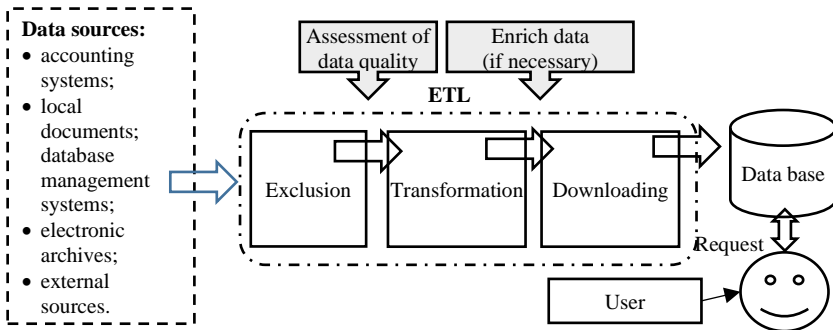 Data sources:
• accounting
systems;
• local
documents;
database
management
systems;
• electronic
archives;
• external
sources.
Assessment of
data quality
Enrich data
(if necessary)
ETL
Exclusion
Transformation
Downloading
Data base
Request
User